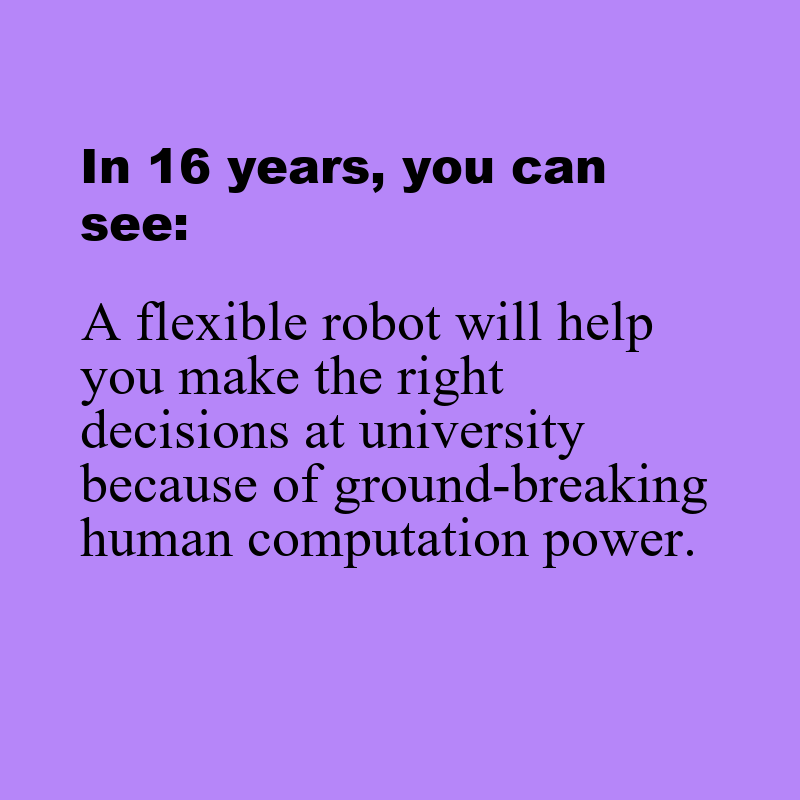 In 16 years, you can
see:
A flexible robot will help
you make the right
decisions at university
because of ground-breaking
human computation power.